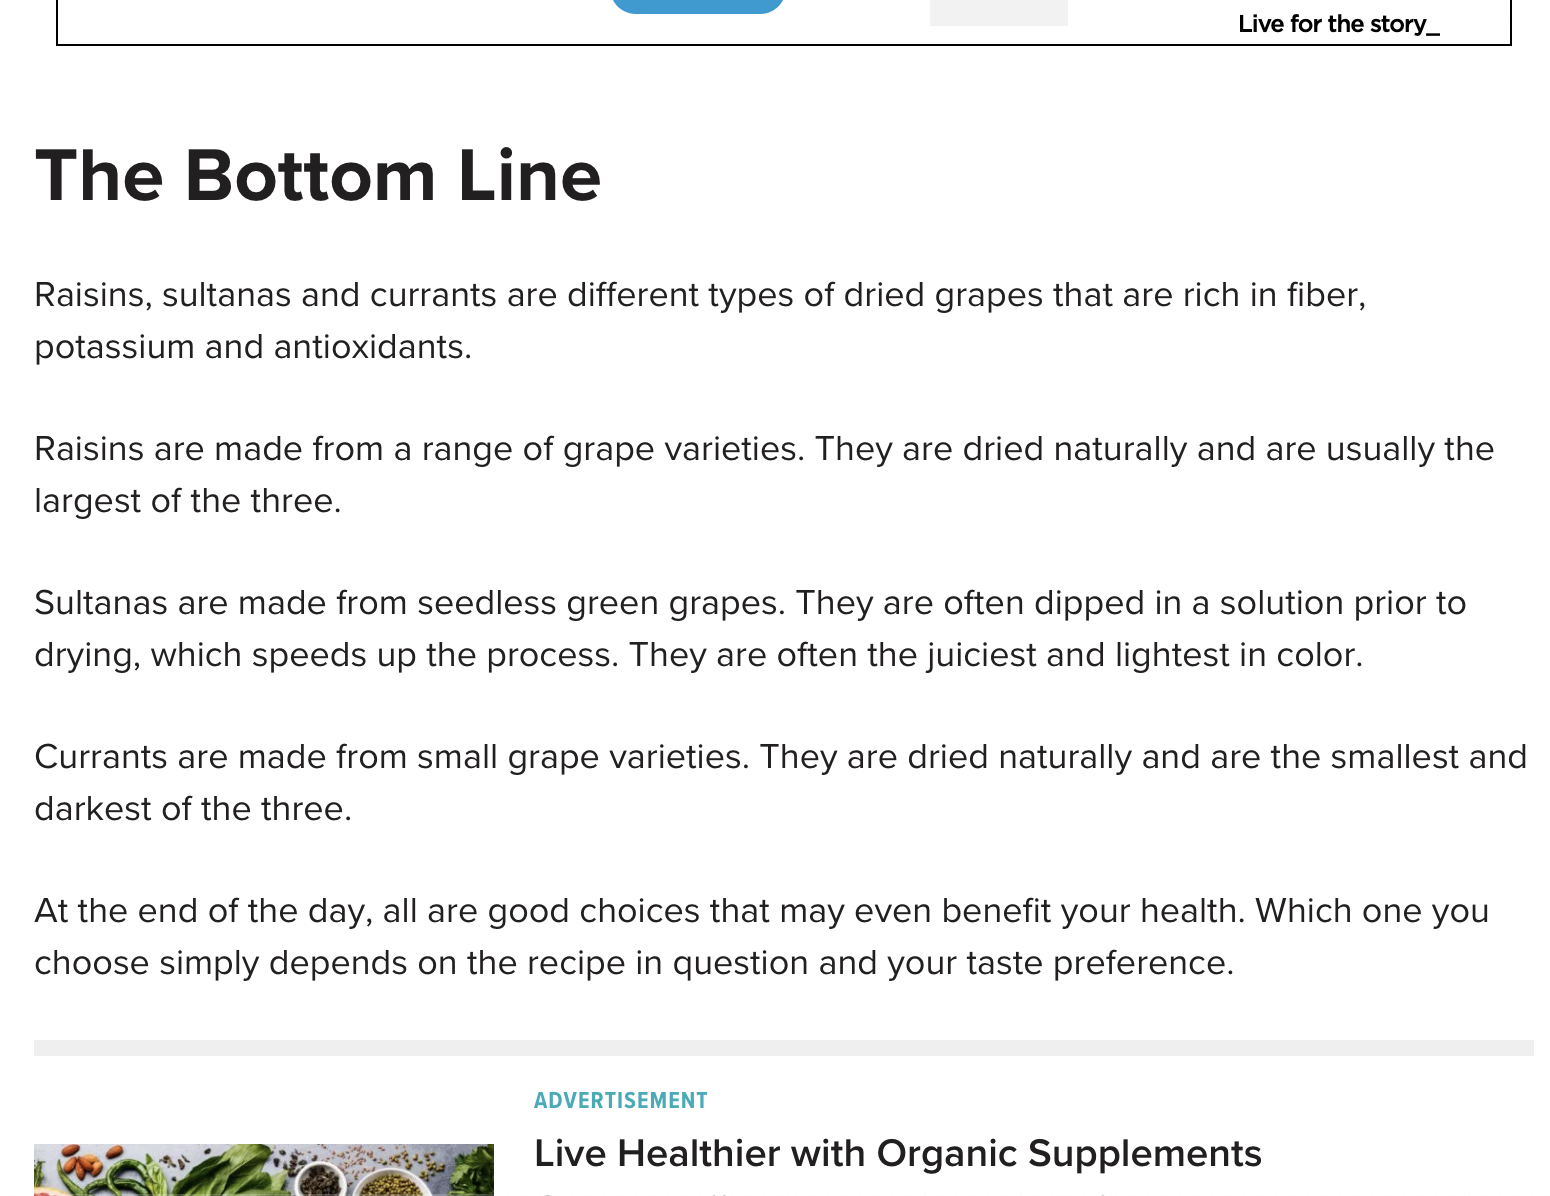 Live for the story_
The Bottom Line
Raisins, sultanas and currants are different types of dried grapes that are rich in fiber,
potassium and antioxidants.
Raisins are made from a range of grape varieties. They are dried naturally and are usually the
largest of the three.
Sultanas are made from seedless green grapes. They are often dipped in a solution prior to
drying, which speeds up the process. They are often the juiciest and lightest in color.
Currants are made from small grape varieties. They are dried naturally and are the smallest and
darkest of the three.
At the end of the day, all are good choices that may even benefit your health. Which one you
choose simply depends on the recipe in question and your taste preference.
ADVERTISEMENT
Live Healthier with Organic Supplements